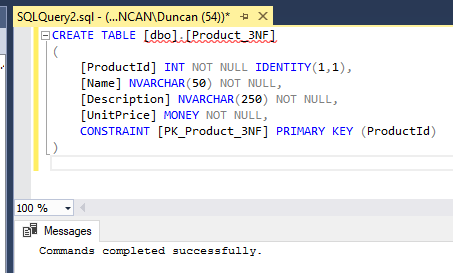 SQLQuery2.sql - (...NCAN\Duncan (54))*
CREATE TABLE [dbo].[Product_3NF]
(
[ProductId] INT NOT NULL IDENTITY(1,1),
[Name] NVARCHAR(50) NOT NULL,
[Description] NVARCHAR(250) NOT NULL,
[UnitPrice] MONEY NOT NULL,
CONSTRAINT [PK_Product_3NF] PRIMARY KEY (ProductId)
)
100 %
Messages
Commands completed successfully.